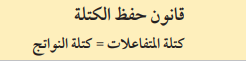 قانون حفظ الكتلة
كتلة المتفاعلات = كتلة النواتج